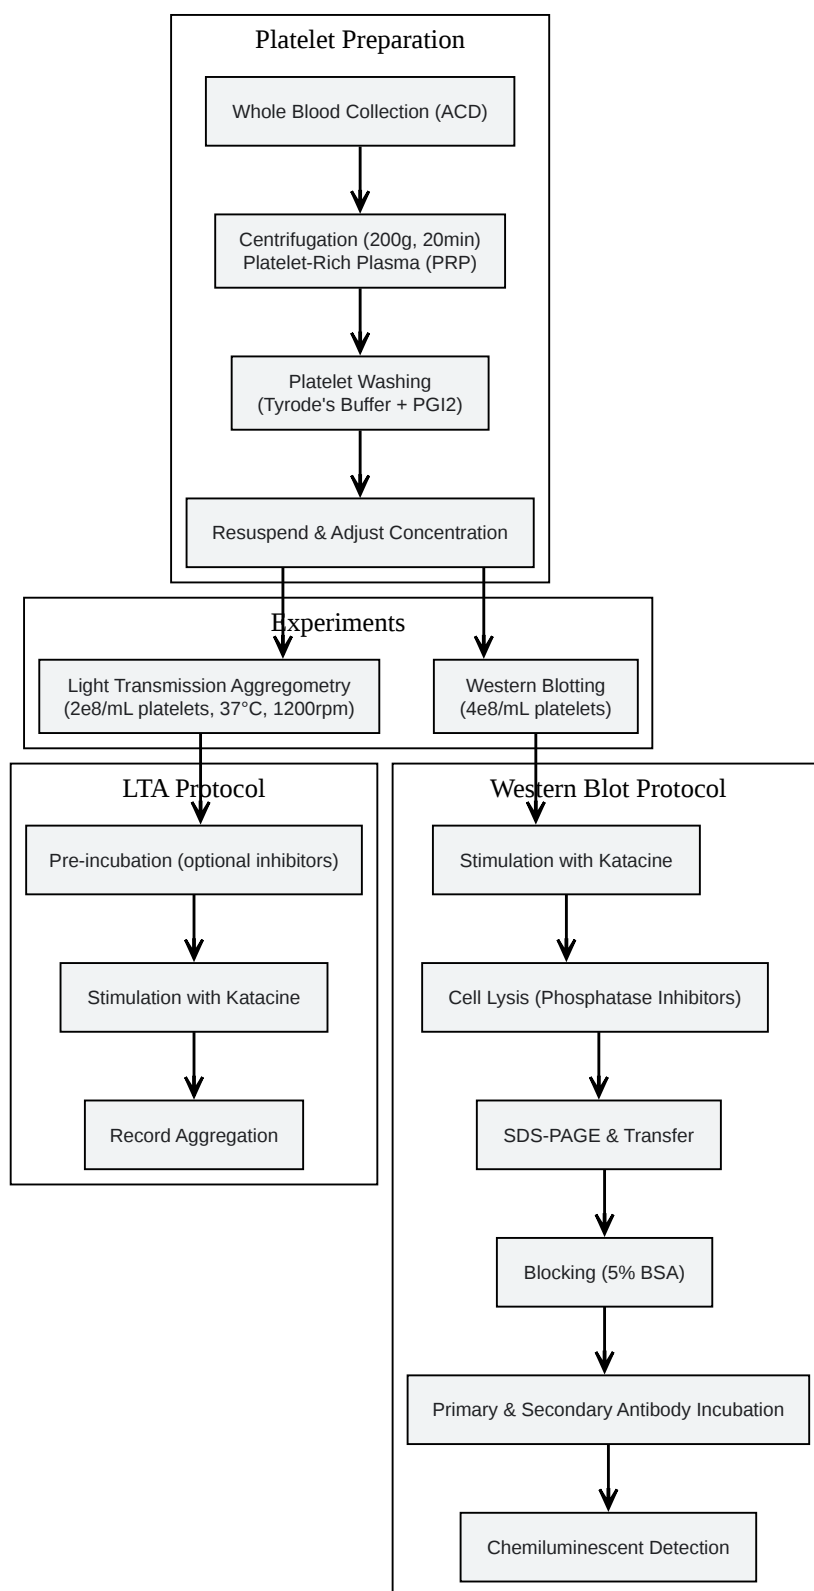 Platelet Preparation
Whole Blood Collection (ACD)
Centrifugation (200g, 20min)
Platelet-Rich Plasma (PRP)
Platelet Washing
(Tyrode's Buffer + PGI2)
Resuspend & Adjust Concentration
Experiments
Light Transmission Aggregometry
(2e8/mL platelets, 37°C, 1200rpm)
Western Blotting
(4e8/mL platelets)
LTA Protocol
Pre-incubation (optional inhibitors)
Stimulation with Katacine
Record Aggregation
Western Blot Protocol
Stimulation with Katacine
Cell Lysis (Phosphatase Inhibitors)
SDS-PAGE & Transfer
Blocking (5% BSA)
Primary & Secondary Antibody Incubation
Chemiluminescent Detection